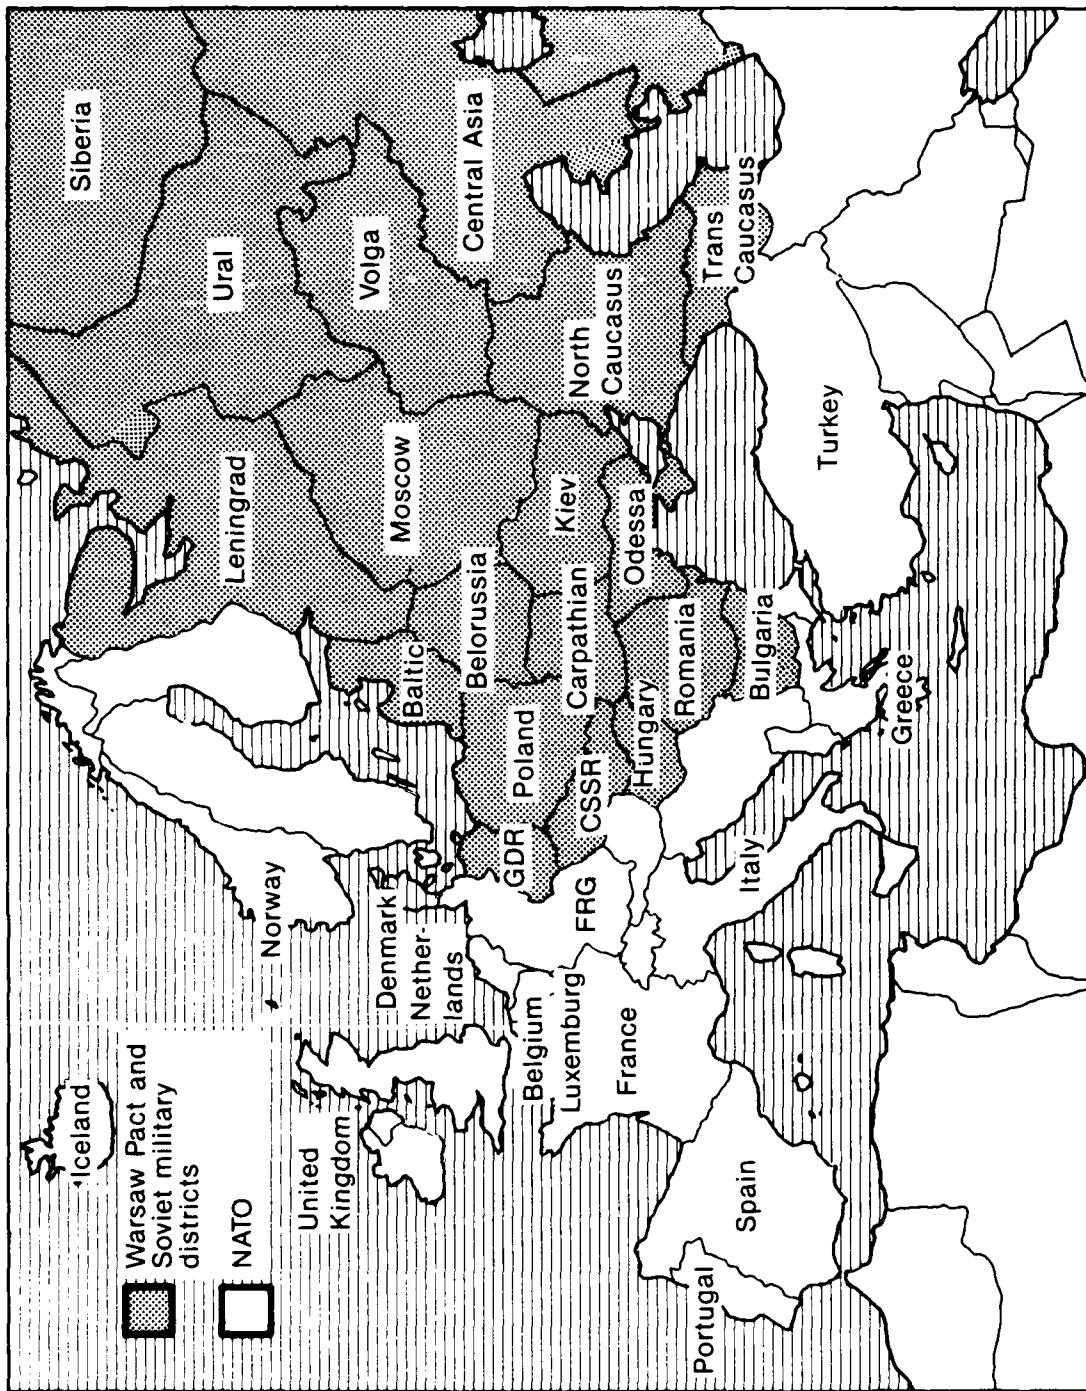 Iceland
Warsaw Pact and
Soviet military
districts
NATO
Norway
United
Kingdom
Denmark
Nether-
lands
Belgium
Luxemburg
France
FRG
Spain
Portugal
Italy
Greece
Turkey
GDR
Poland
CSSR
Hungary
Romania
Bulgaria
Baltic
Belorussia
Carpathian
Kiev
Odessa
Leningrad
Moscow
Ural
Volga
Siberia
Central Asia
North
Caucasus
Trans
Caucasus